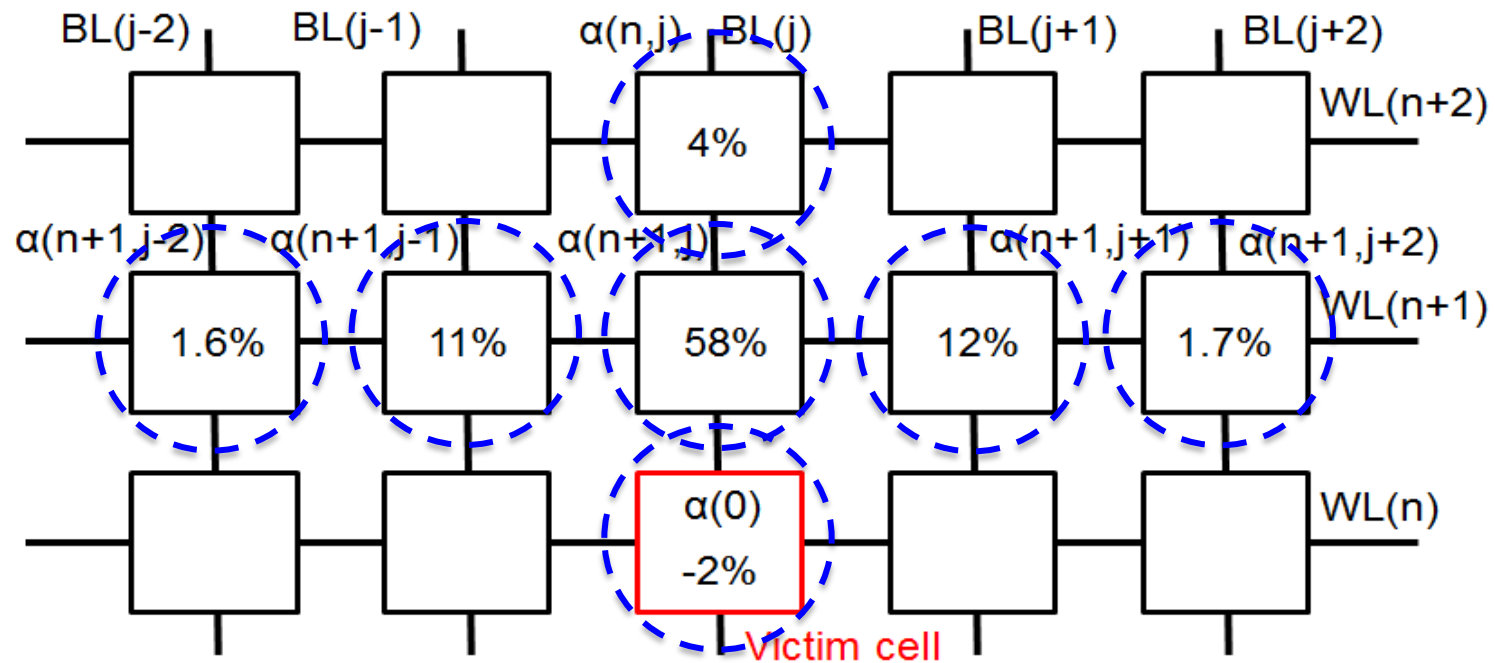 BL(j-2) BL(j-1) α(n,j) BL(j) BL(j+1) BL(j+2)
WL(n+2)
4%
α(n+1,j-2) α(n+1,j-1) α(n+1,j) α(n+1,j+1) α(n+1,j+2)
WL(n+1)
1.6% 11% 58% 12% 1.7%
α(0) WL(n)
-2%
Victim cell